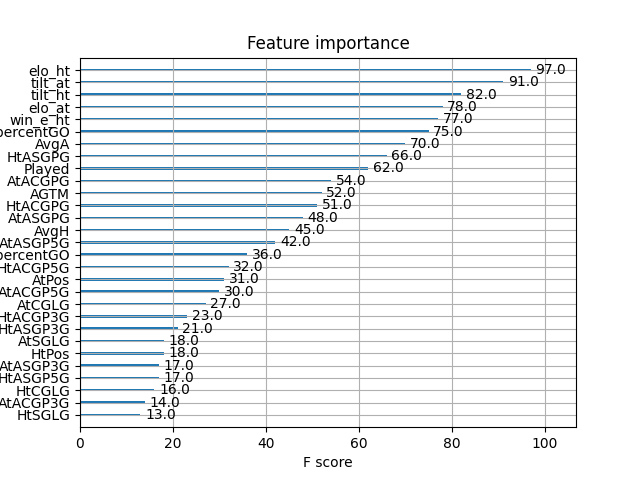 Feature importance
elo_ht 97.0
tilt_at 91.0
tilt_ht 82.0
elo_at 78.0
win_e_ht 77.0
percentGO 75.0
AvgA 70.0
HtASGPG 66.0
Played 62.0
AtACGPG 54.0
AGTM 52.0
HtACGPG 51.0
AtASGPG 48.0
AvgH 45.0
AtASGP5G 42.0
percentGO 36.0
HtACGP5G 32.0
AtPos 31.0
AtACGP5G 30.0
AtCGLG 27.0
HtACGP3G 23.0
HtASGP3G 21.0
AtSGLG 18.0
HtPos 18.0
AtASGP3G 17.0
HtASGP5G 17.0
HtCGLG 16.0
AtACGP3G 14.0
HtSGLG 13.0
0 20 40 60 80 100
F score